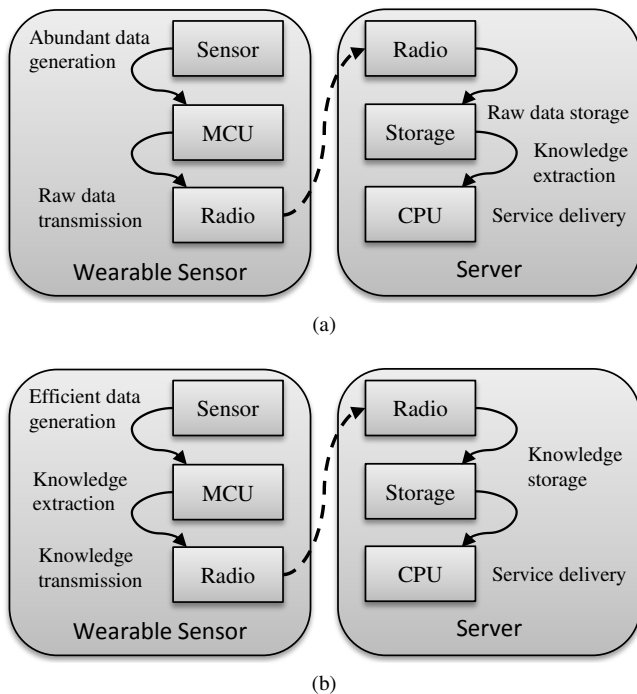 Abundant data
generation
Sensor
MCU
Raw data
transmission
Radio
Wearable Sensor
Radio
Raw data storage
Storage
Knowledge
extraction
CPU
Service delivery
Server
(a)
Efficient data
generation
Sensor
Knowledge
extraction
MCU
Knowledge
transmission
Radio
Wearable Sensor
Radio
Knowledge
storage
Storage
CPU
Service delivery
Server
(b)